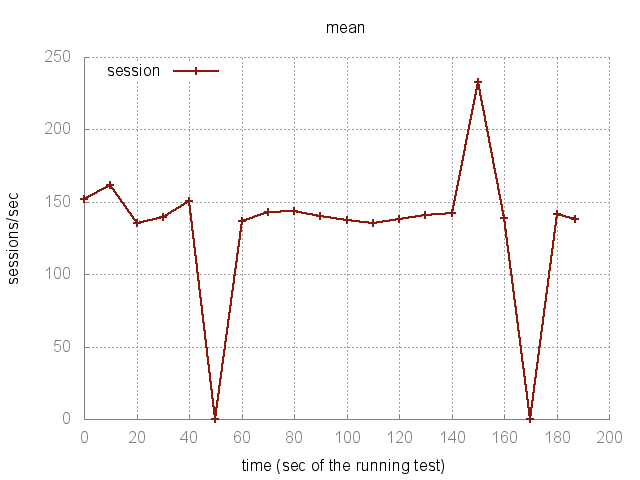 mean
250
session
200
150
100
50
0
sessions/sec
0 20 40 60 80 100 120 140 160 180 200
time (sec of the running test)